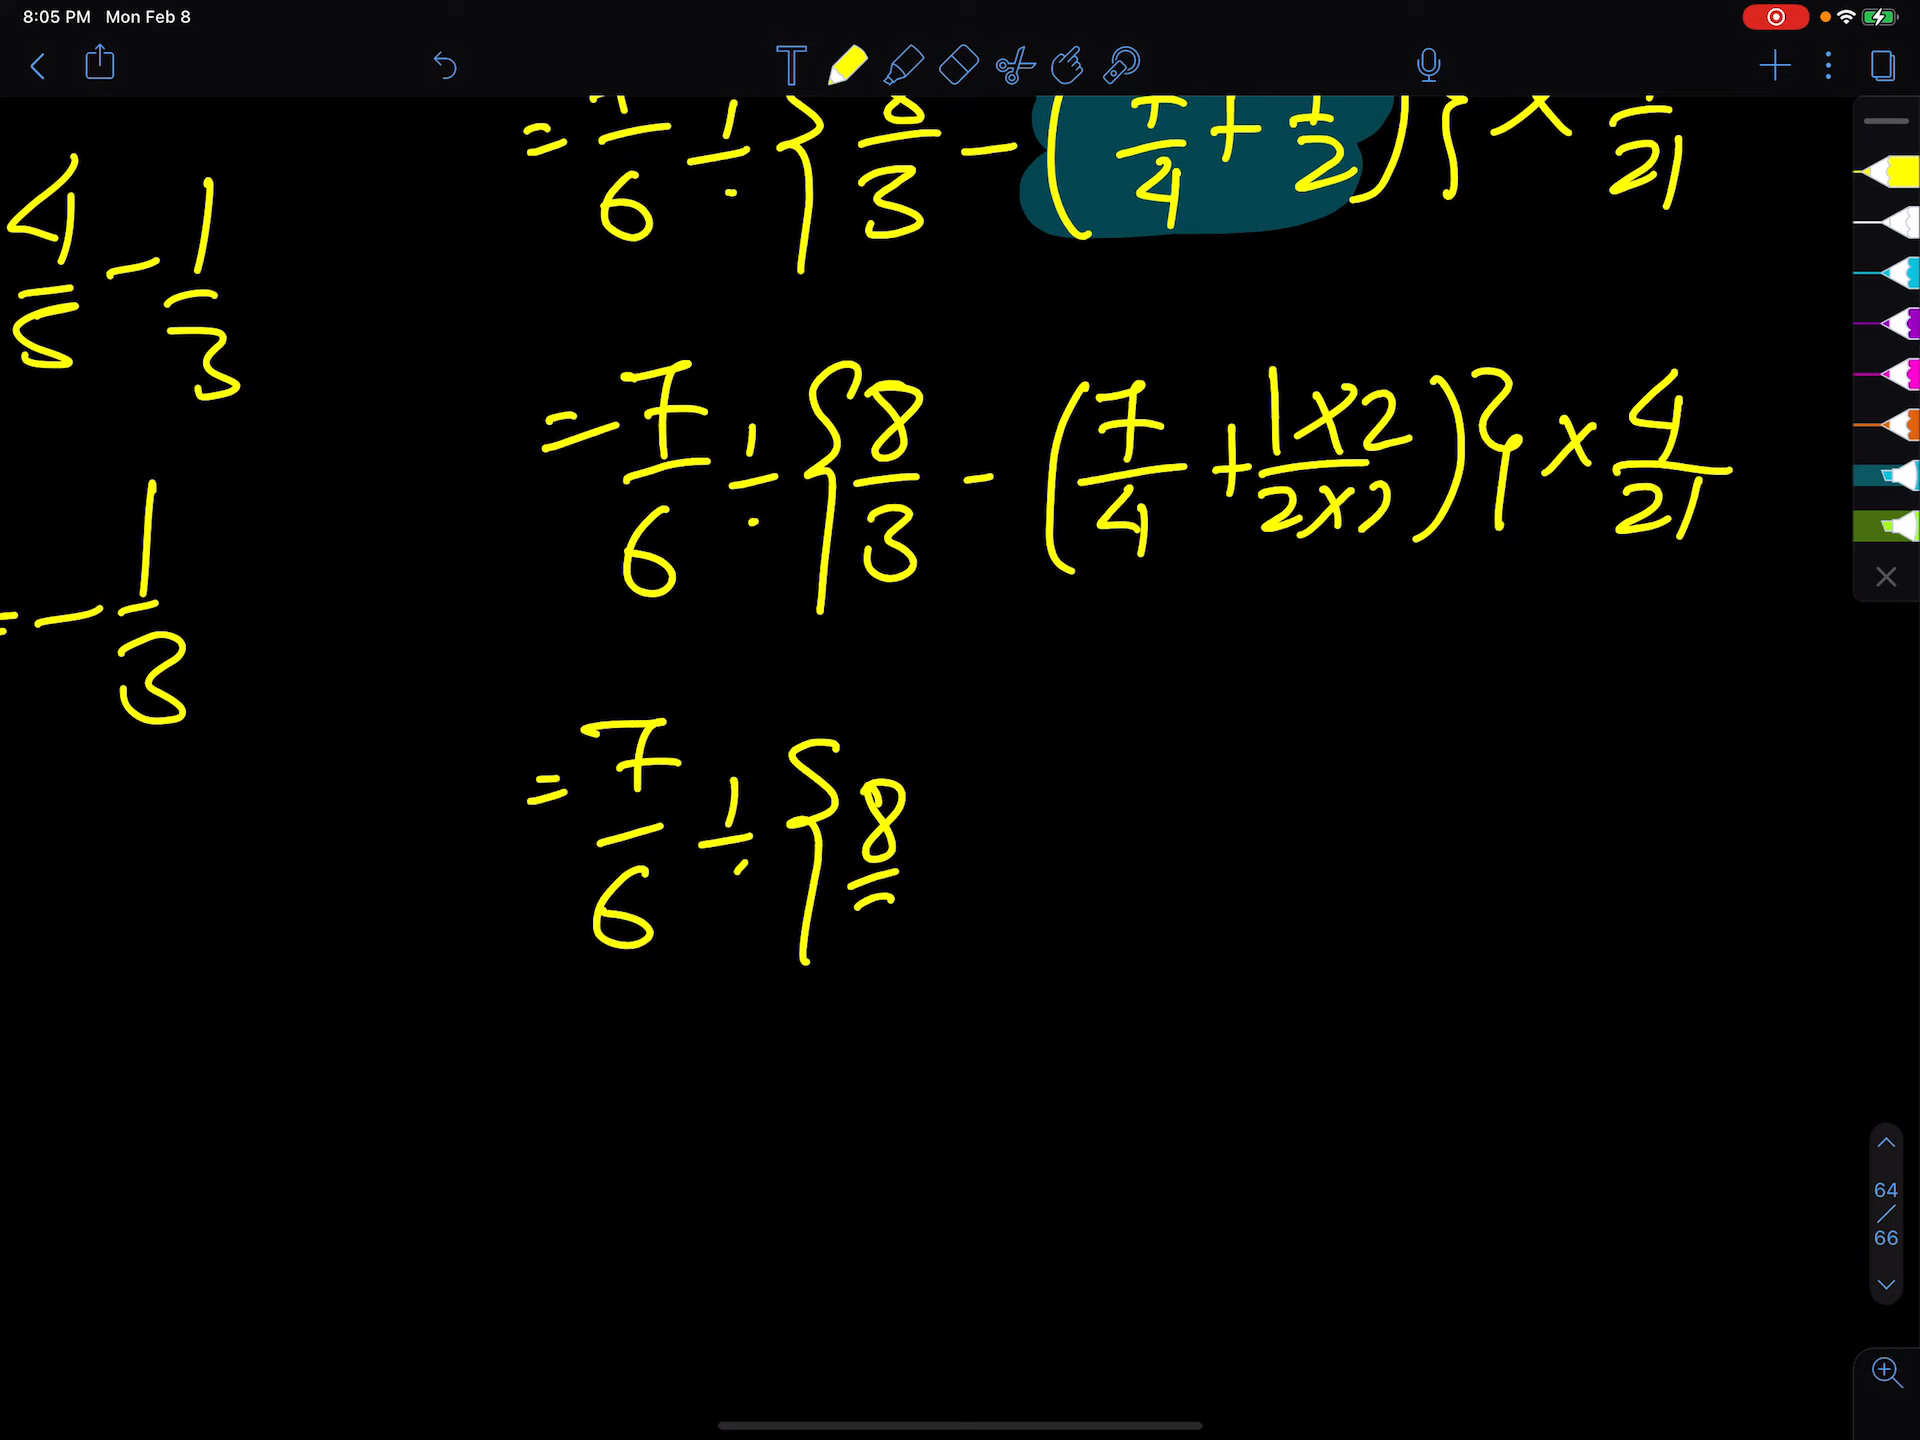 8:05 PM Mon Feb 8
= 7/6 ÷ { 8/3 - ( 7/4 + 1/2 ) } × 4/21
4/5 - 1/3
= 7/6 ÷ { 8/3 - ( 7/4 + 1×2/2×2 ) } × 4/21
= - 1/3
= 7/6 ÷ { 8
64
/
66